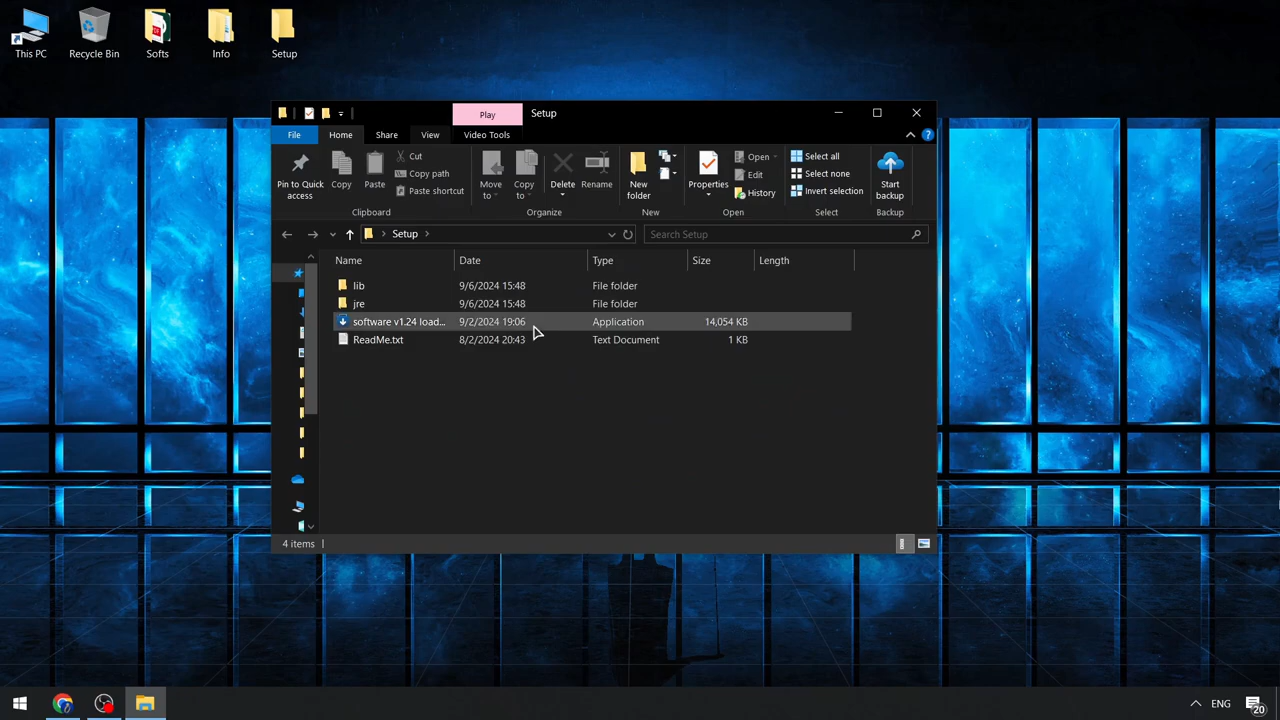 This PC
Recycle Bin
Softs
Info
Setup
Play
Setup
File
Home
Share
View
Video Tools
Pin to Quick access
Copy
Paste
Cut
Copy path
Paste shortcut
Move to
Copy to
Delete
Rename
New folder
Properties
Open
Edit
History
Select all
Select none
Invert selection
Start backup
Clipboard
Organize
New
Open
Select
Backup
Setup
Search Setup
Name
Date
Type
Size
Length
lib
9/6/2024 15:48
File folder
jre
9/6/2024 15:48
File folder
software v1.24 load...
9/2/2024 19:06
Application
14,054 KB
ReadMe.txt
8/2/2024 20:43
Text Document
1 KB
4 items
ENG
20